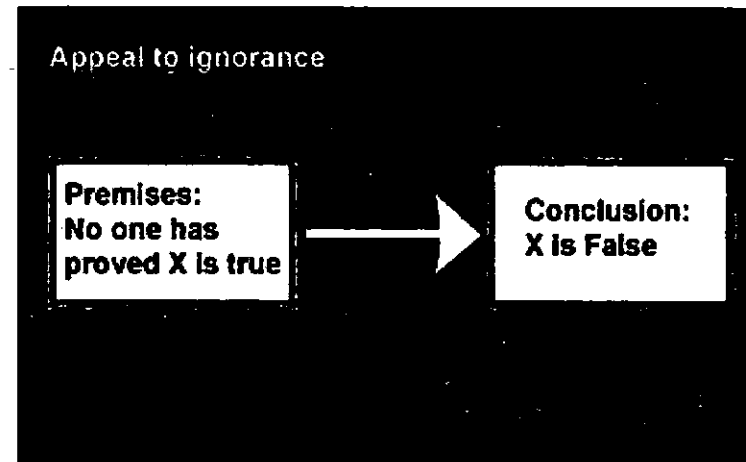 Appeal to ignorance
Premises:
No one has
proved X is true
Conclusion:
X is False